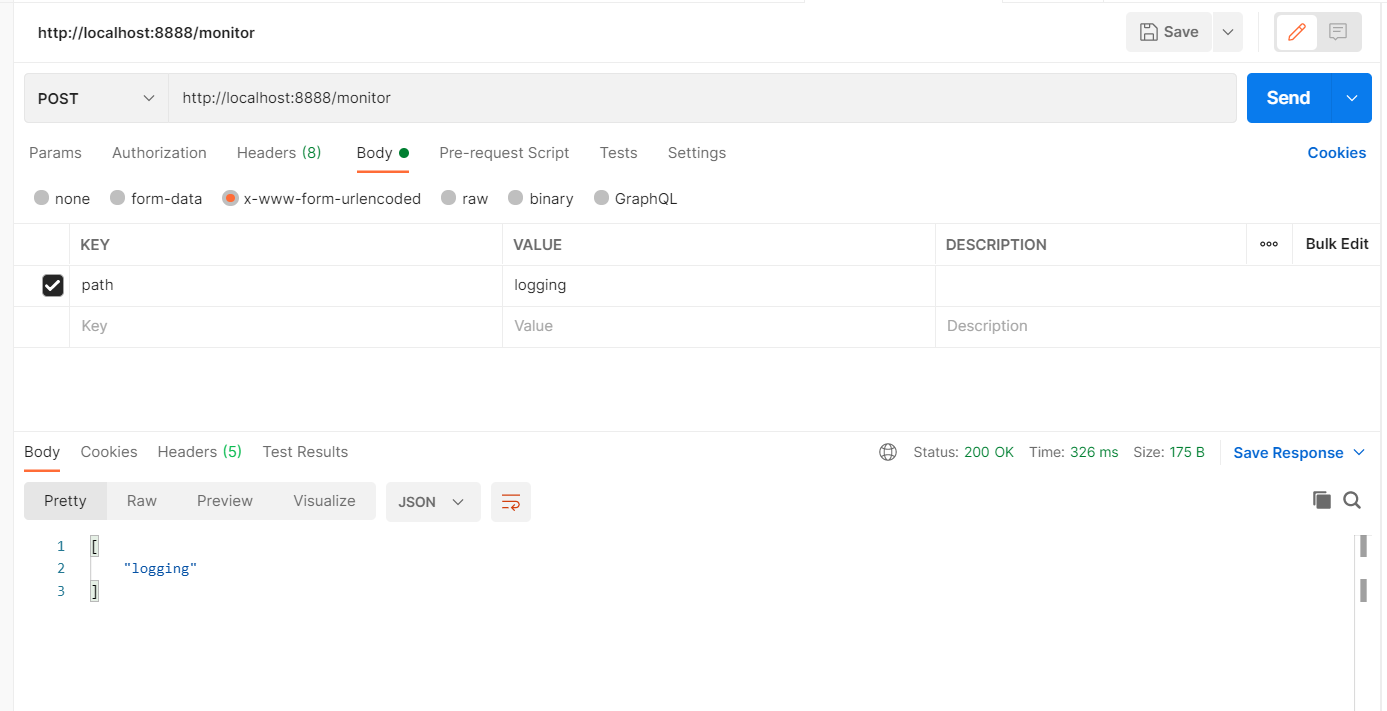 http://localhost:8888/monitor
Save
POST http://localhost:8888/monitor Send
Params Authorization Headers (8) Body Pre-request Script Tests Settings Cookies
none form-data x-www-form-urlencoded raw binary GraphQL
KEY VALUE DESCRIPTION ooo Bulk Edit
path logging
Key Value Description
Body Cookies Headers (5) Test Results Status: 200 OK Time: 326 ms Size: 175 B Save Response
Pretty Raw Preview Visualize JSON
1 [
2 "logging"
3 ]